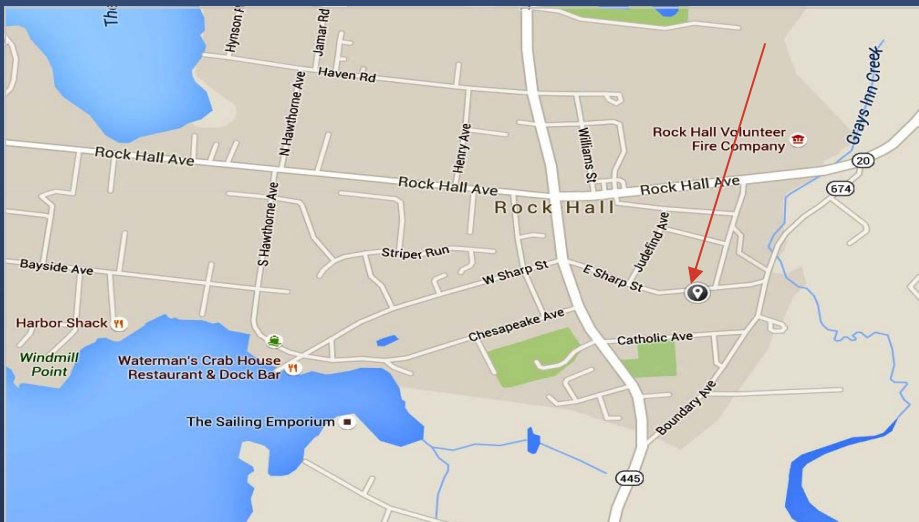 The
Hynson P
Jamar Rd
Haven Rd
Grays Inn Creek
N Hawthorne Ave
Henry Ave
Williams St
Rock Hall Volunteer
Fire Company
20
Rock Hall Ave
Rock Hall Ave
Rock Hall Ave
674
Rock Hall
S Hawthorne Ave
Judefind Ave
Striper Run
W Sharp St
E Sharp St
Bayside Ave
Harbor Shack
Chesapeake Ave
Catholic Ave
Windmill
Point
Waterman's Crab House
Restaurant & Dock Bar
Boundary Ave
The Sailing Emporium
445